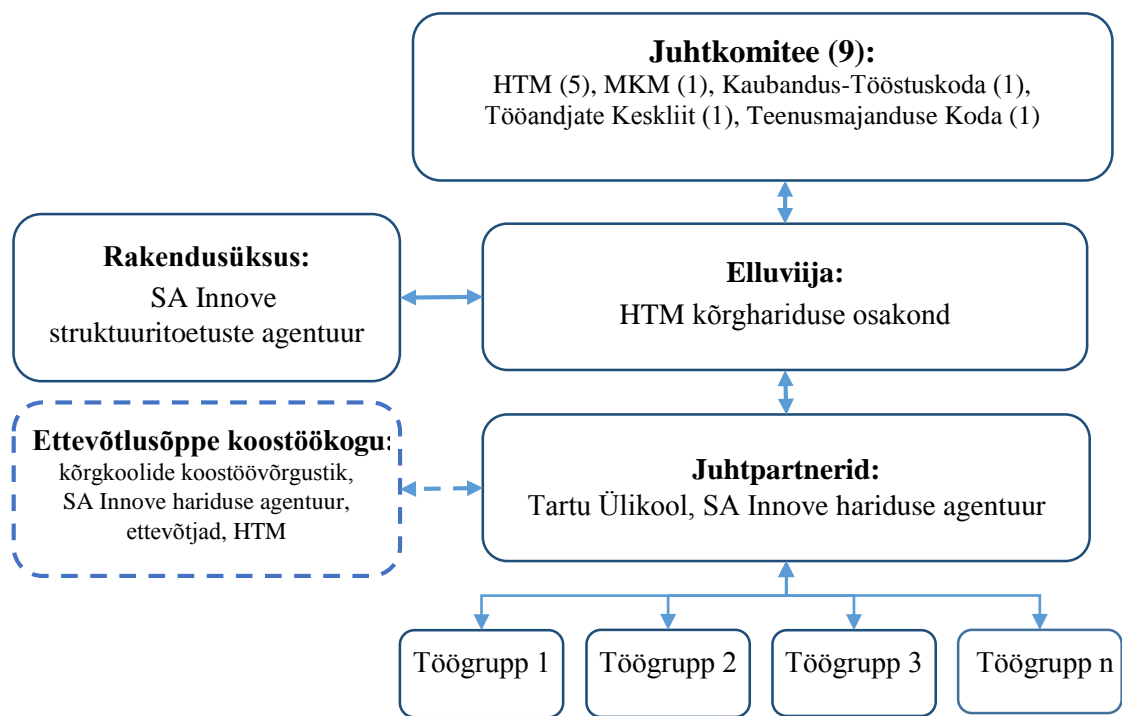 Juhtkomitee (9):
HTM (5), MKM (1), Kaubandus-Tööstuskoda (1),
Tööandjate Keskliit (1), Teenusmajanduse Koda (1)
Rakendusüksus:
SA Innove
struktuuritoetuste agentuur
Elluviija:
HTM kõrghariduse osakond
Ettevõtlusõppe koostöökogu:
kõrgkoolide koostöövõrgustik,
SA Innove hariduse agentuur,
ettevõtjad, HTM
Juhtpartnerid:
Tartu Ülikool, SA Innove hariduse agentuur
Töögrupp 1
Töögrupp 2
Töögrupp 3
Töögrupp n